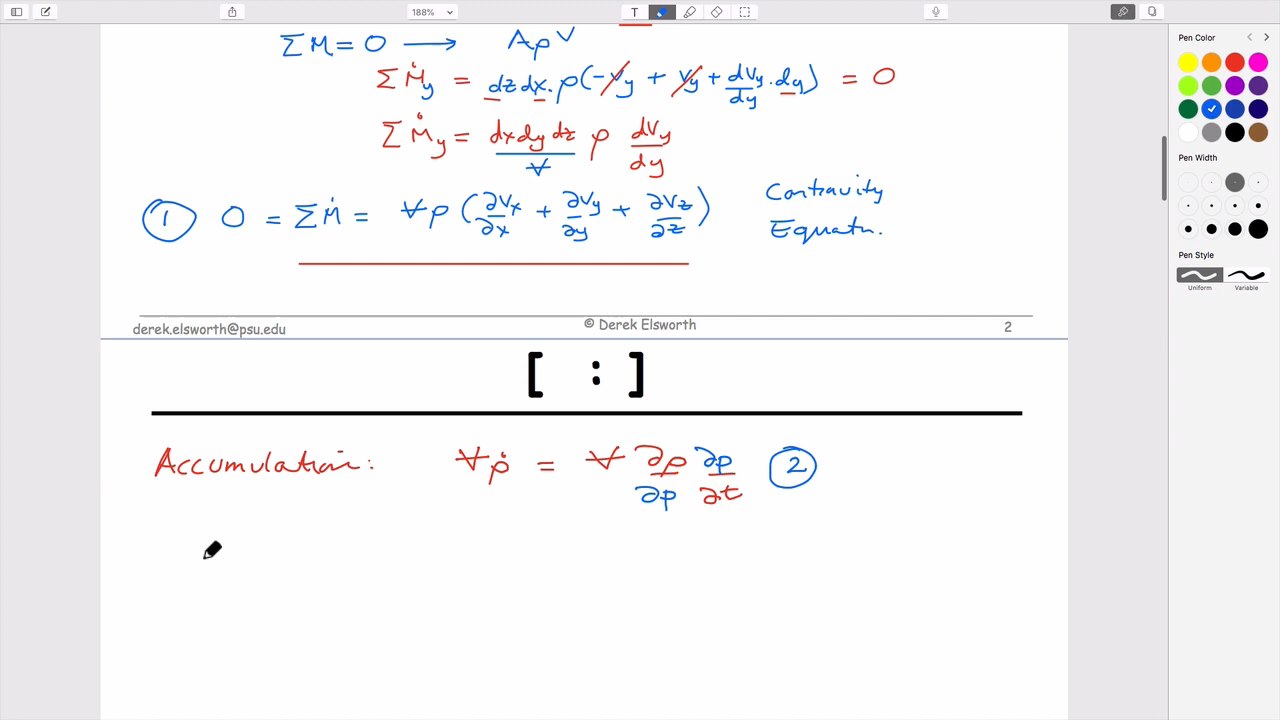 188%
T
ΣṀ = 0 → AρV
ΣṀy = dz dx · ρ(-vy + vy + dvy/dy · dy) = 0
ΣṀy = dx dy dz ρ dvy/dy
∀
① 0 = ΣṀ = ∀ρ (∂vx/∂x + ∂vy/∂y + ∂vz/∂z)
Continuity
Equatn.
derek.elsworth@psu.edu © Derek Elsworth 2
[ : ]
Accumulation: ∀ρ̇ = ∀ ∂ρ/∂p ∂p/∂t ②
Pen Color
Pen Width
Pen Style
Uniform Variable